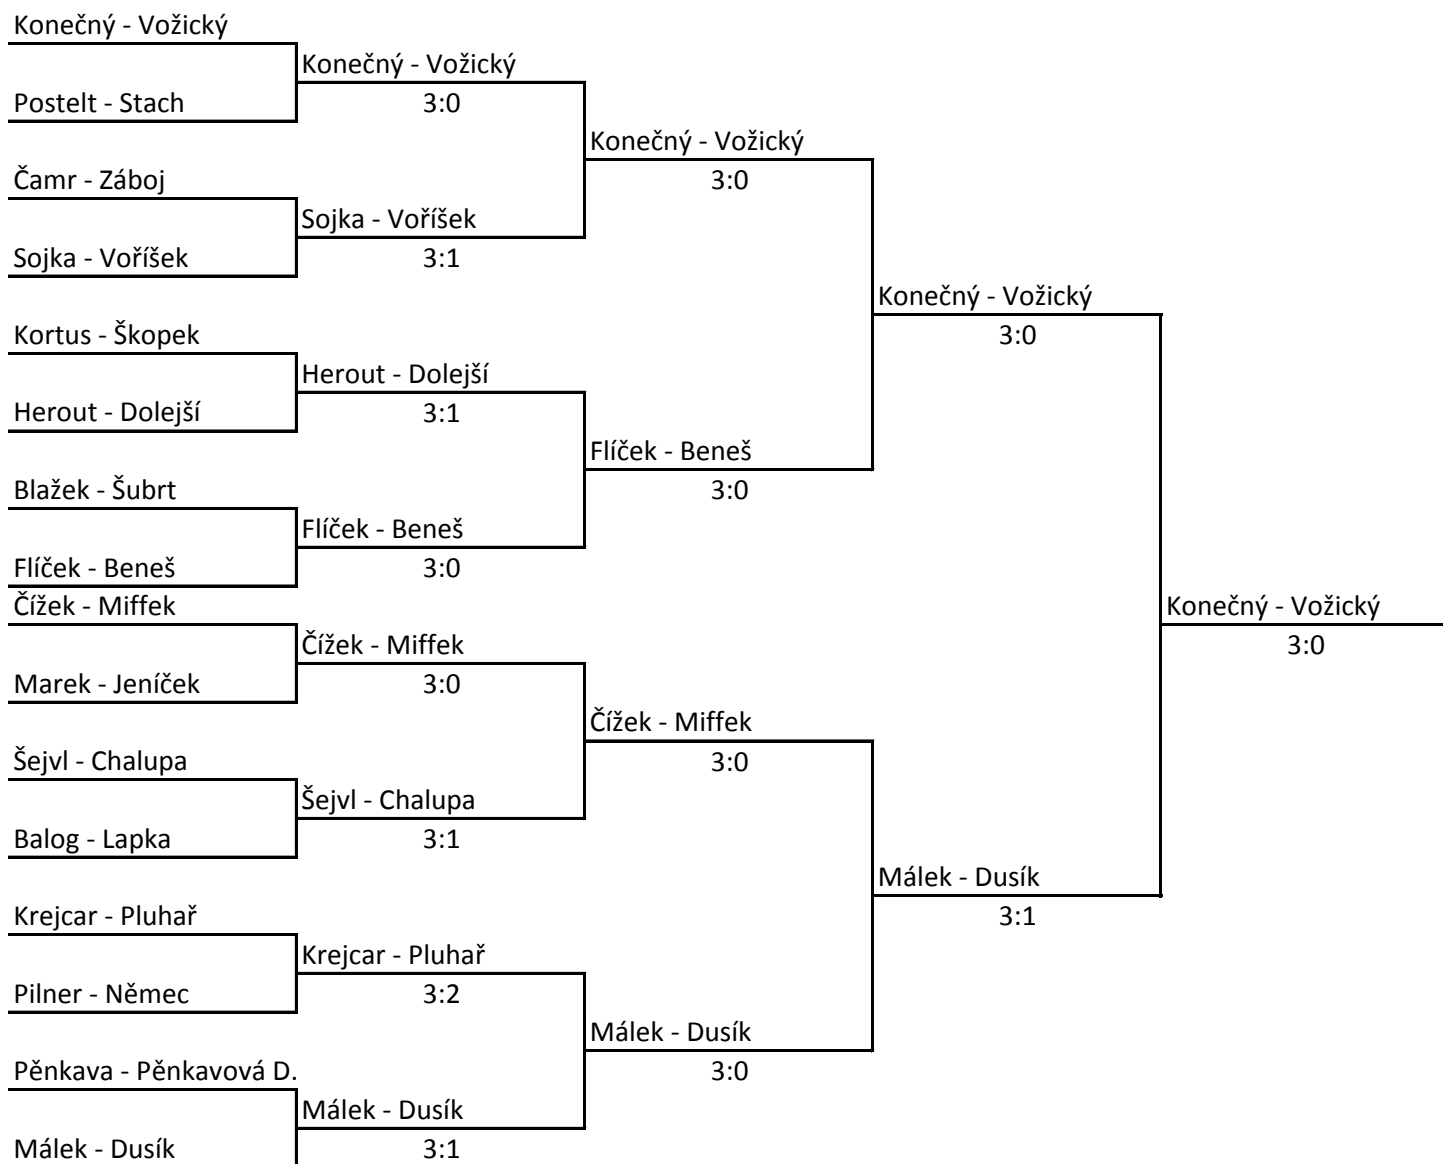 Konečný - Vožický
Konečný - Vožický
Postelt - Stach
3:0
Konečný - Vožický
Čamr - Záboj
3:0
Sojka - Voříšek
Sojka - Voříšek
3:1
Konečný - Vožický
Kortus - Škopek
3:0
Herout - Dolejší
Herout - Dolejší
3:1
Flíček - Beneš
Blažek - Šubrt
3:0
Flíček - Beneš
Flíček - Beneš
3:0
Čížek - Miffek
Konečný - Vožický
Čížek - Miffek
3:0
Marek - Jeníček
3:0
Čížek - Miffek
Šejvl - Chalupa
3:0
Šejvl - Chalupa
Balog - Lapka
3:1
Málek - Dusík
Krejcar - Pluhař
3:1
Krejcar - Pluhař
Pilner - Němec
3:2
Málek - Dusík
Pěnkava - Pěnkavová D.
3:0
Málek - Dusík
Málek - Dusík
3:1